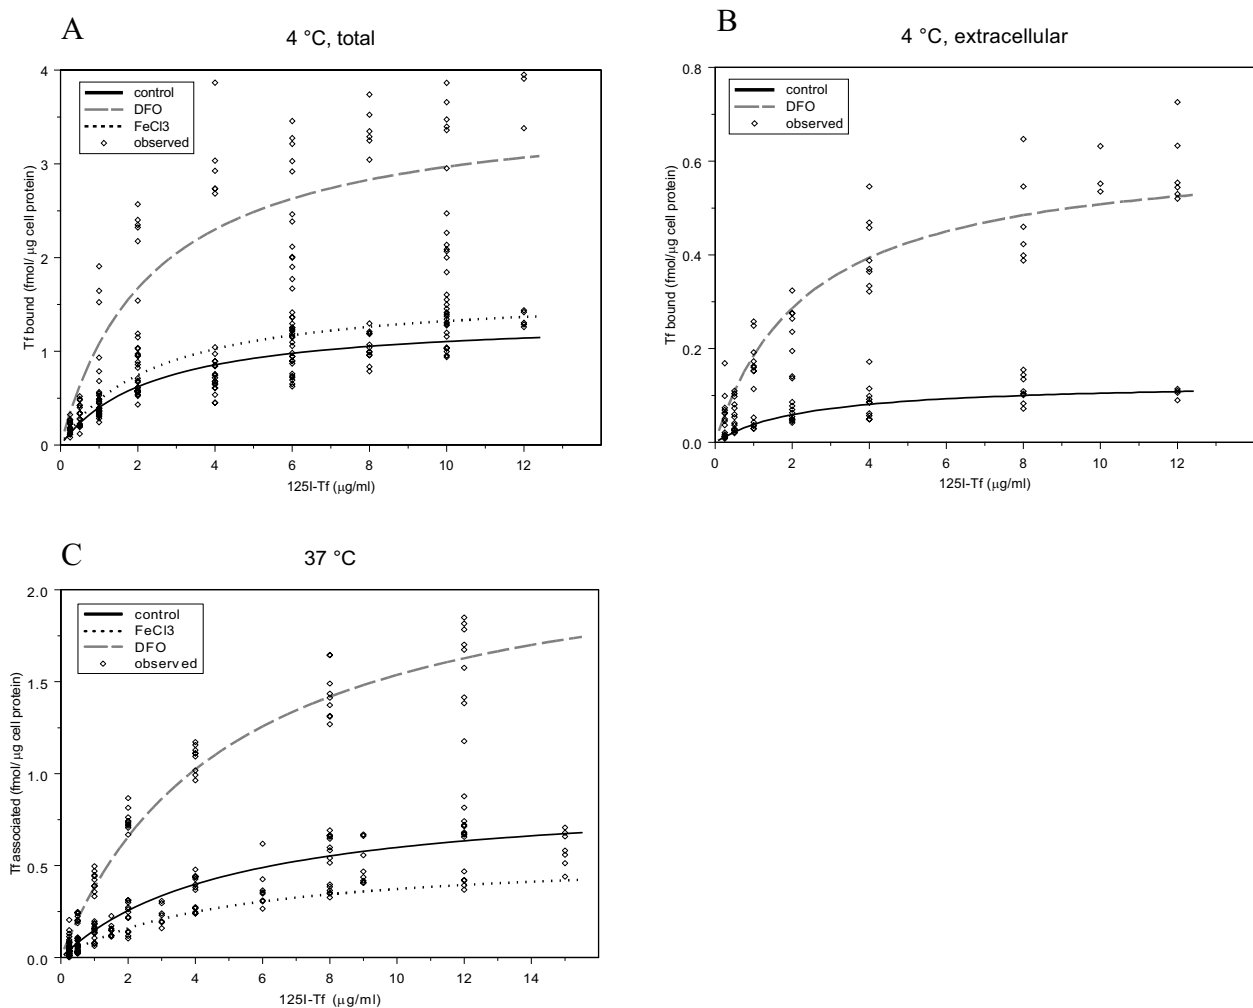 A
4 °C, total
4
3
2
1
0
Tf bound (fmol/ µg cell protein)
control
DFO
FeCl3
observed
0 2 4 6 8 10 12
125I-Tf (µg/ml)
B
4 °C, extracellular
0.8
0.6
0.4
0.2
0.0
Tf bound (fmol/µg cell protein)
control
DFO
observed
0 2 4 6 8 10 12
125I-Tf (µg/ml)
C
37 °C
2.0
1.5
1.0
0.5
0.0
Tf associated (fmol/ µg cell protein)
control
FeCl3
DFO
observed
0 2 4 6 8 10 12 14
125I-Tf (µg/ml)